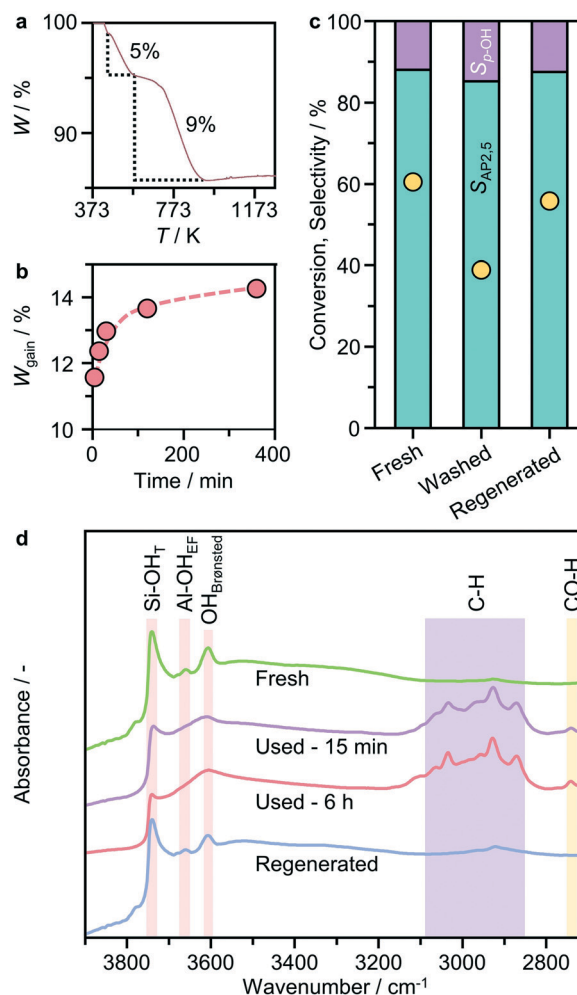 a
100
90
W / %
5%
9%
373
773
1173
T / K
b
14
12
10
W_gain / %
0
200
400
Time / min
c
100
80
60
40
20
0
Conversion, Selectivity / %
S_p-OH
S_AP2,5
Fresh
Washed
Regenerated
d
Si-OH_T
Al-OH_EF
OH_Brønsted
C-H
CO-H
Absorbance / -
Fresh
Used - 15 min
Used - 6 h
Regenerated
3800
3600
3400
3200
3000
2800
Wavenumber / cm⁻¹